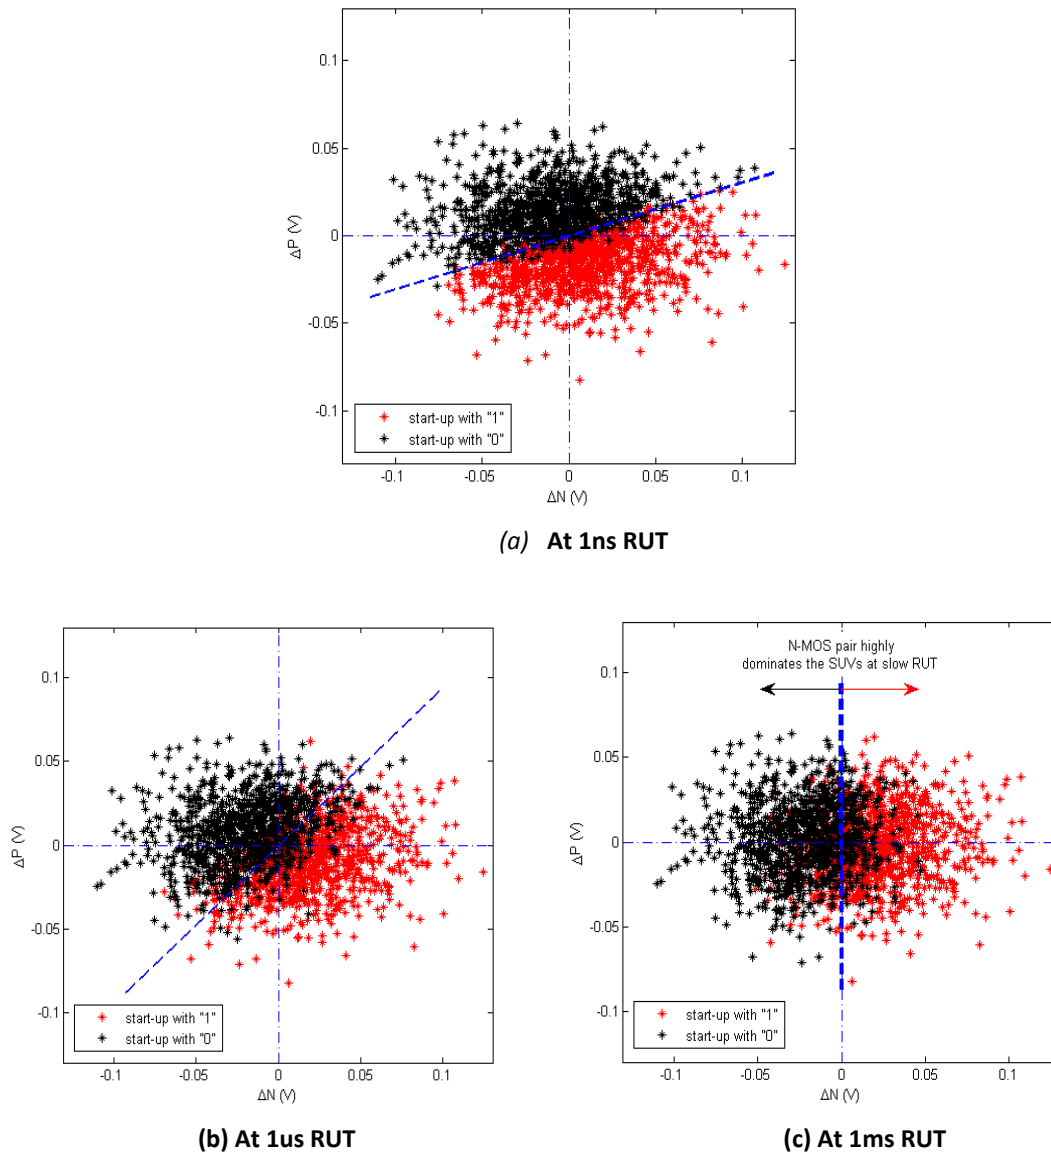 0.1
0.05
0
-0.05
-0.1
ΔP (V)
start-up with "1"
start-up with "0"
-0.1
-0.05
0
0.05
0.1
ΔN (V)
(a) At 1ns RUT
0.1
0.05
0
-0.05
-0.1
ΔP (V)
start-up with "1"
start-up with "0"
-0.1
-0.05
0
0.05
0.1
ΔN (V)
(b) At 1us RUT
N-MOS pair highly
dominates the SUVs at slow RUT
0.1
0.05
0
-0.05
-0.1
ΔP (V)
start-up with "1"
start-up with "0"
-0.1
-0.05
0
0.05
0.1
ΔN (V)
(c) At 1ms RUT